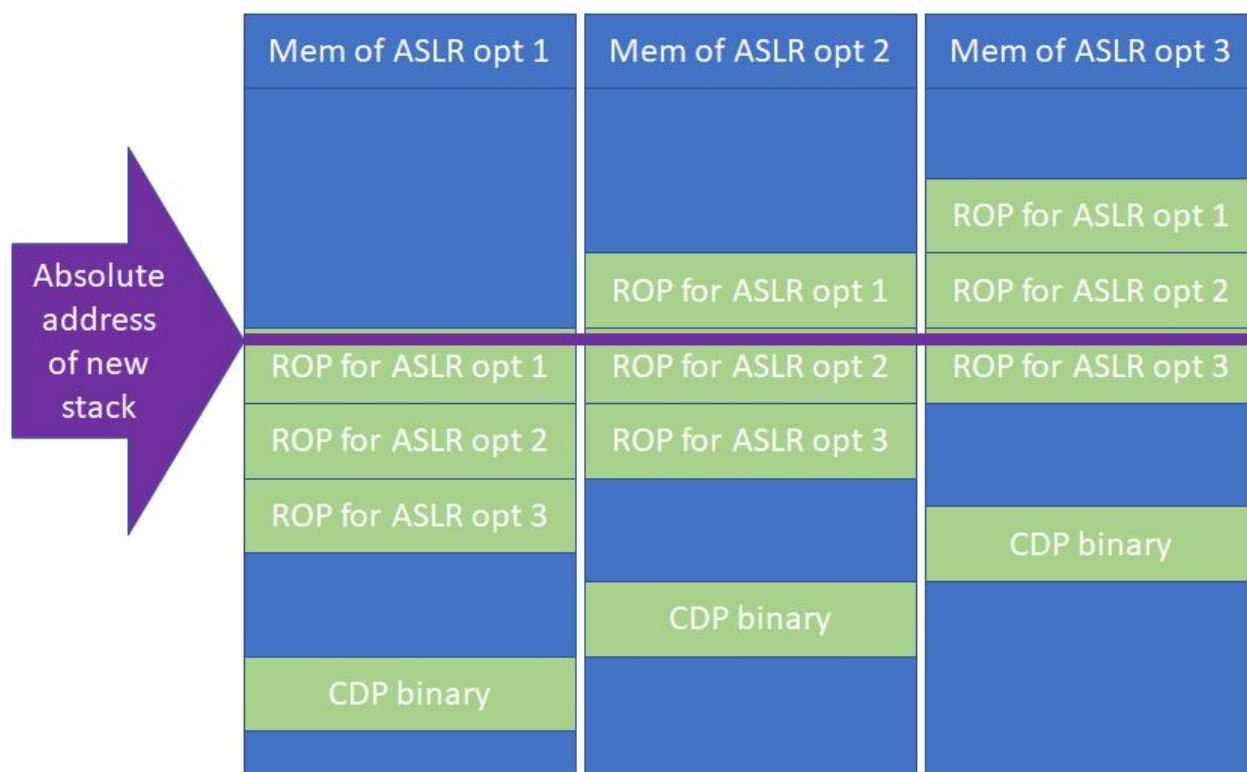 Mem of ASLR opt 1
Mem of ASLR opt 2
Mem of ASLR opt 3
Absolute
address
of new
stack
ROP for ASLR opt 1
ROP for ASLR opt 2
ROP for ASLR opt 3
CDP binary
ROP for ASLR opt 1
ROP for ASLR opt 2
ROP for ASLR opt 3
CDP binary
ROP for ASLR opt 1
ROP for ASLR opt 2
ROP for ASLR opt 3
CDP binary